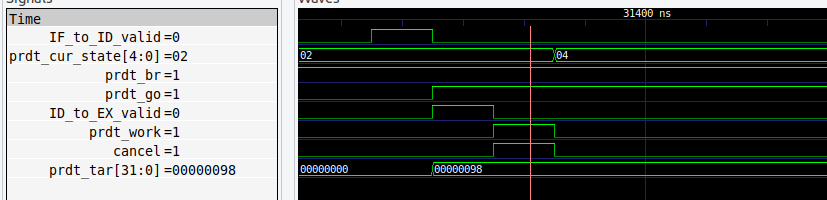 Signals
Waves
Time
31400 ns
IF_to_ID_valid=0
prdt_cur_state[4:0]=02
02 04
prdt_br=1
prdt_go=1
ID_to_EX_valid=0
prdt_work=1
cancel=1
prdt_tar[31:0]=00000098
00000000 00000098